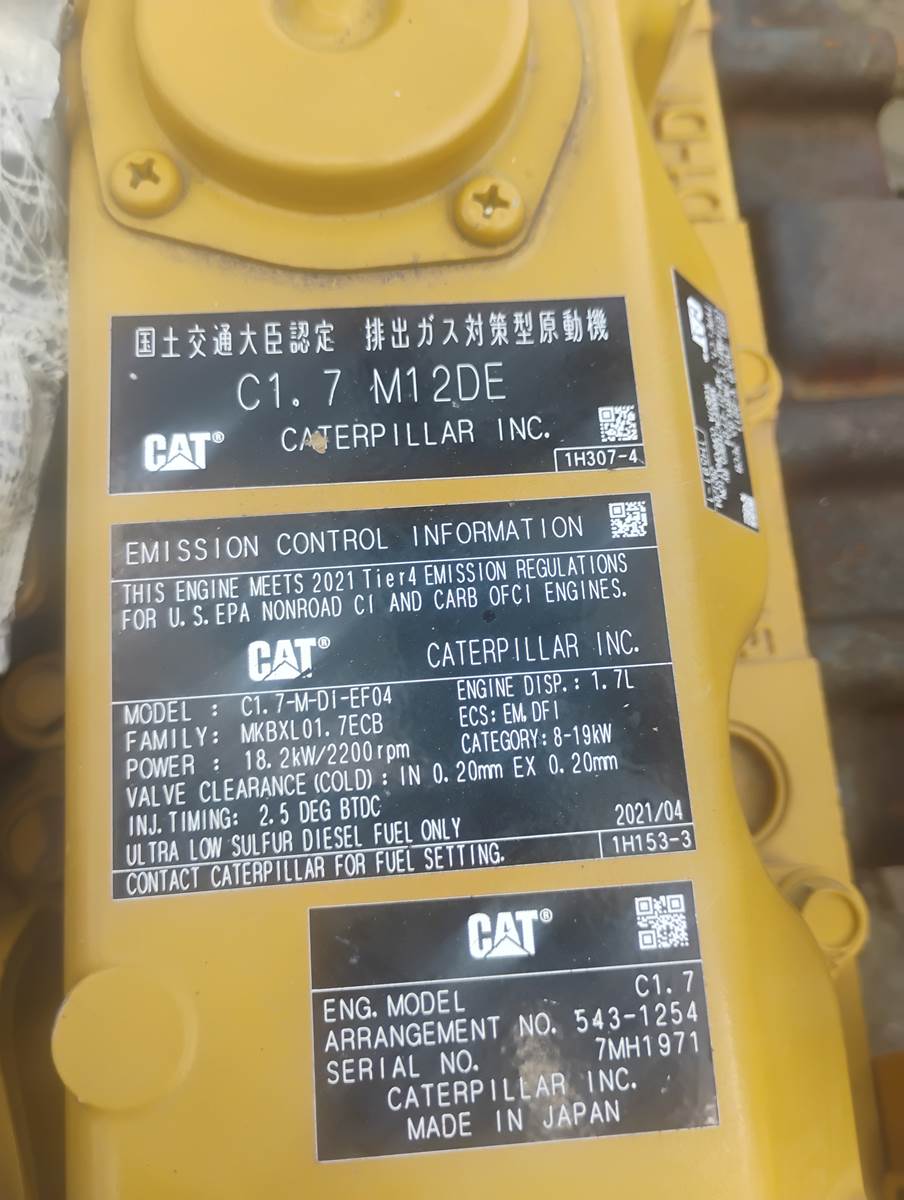 国土交通大臣認定 排出ガス対策型原動機
C1.7 M12DE
CAT® CATERPILLAR INC.
1H307-4
EMISSION CONTROL INFORMATION
THIS ENGINE MEETS 2021 Tier4 EMISSION REGULATIONS
FOR U.S.EPA NONROAD CI AND CARB OFCI ENGINES.
CAT® CATERPILLAR INC.
MODEL : C1.7-M-DI-EF04 ENGINE DISP.: 1.7L
FAMILY: MKBXL01.7ECB ECS: EM, DFI
POWER : 18.2kW/2200rpm CATEGORY: 8-19kW
VALVE CLEARANCE (COLD) : IN 0.20mm EX 0.20mm
INJ. TIMING: 2.5 DEG BTDC
ULTRA LOW SULFUR DIESEL FUEL ONLY 2021/04
CONTACT CATERPILLAR FOR FUEL SETTING. 1H153-3
CAT®
ENG. MODEL C1.7
ARRANGEMENT NO. 543-1254
SERIAL NO. 7MH1971
CATERPILLAR INC.
MADE IN JAPAN